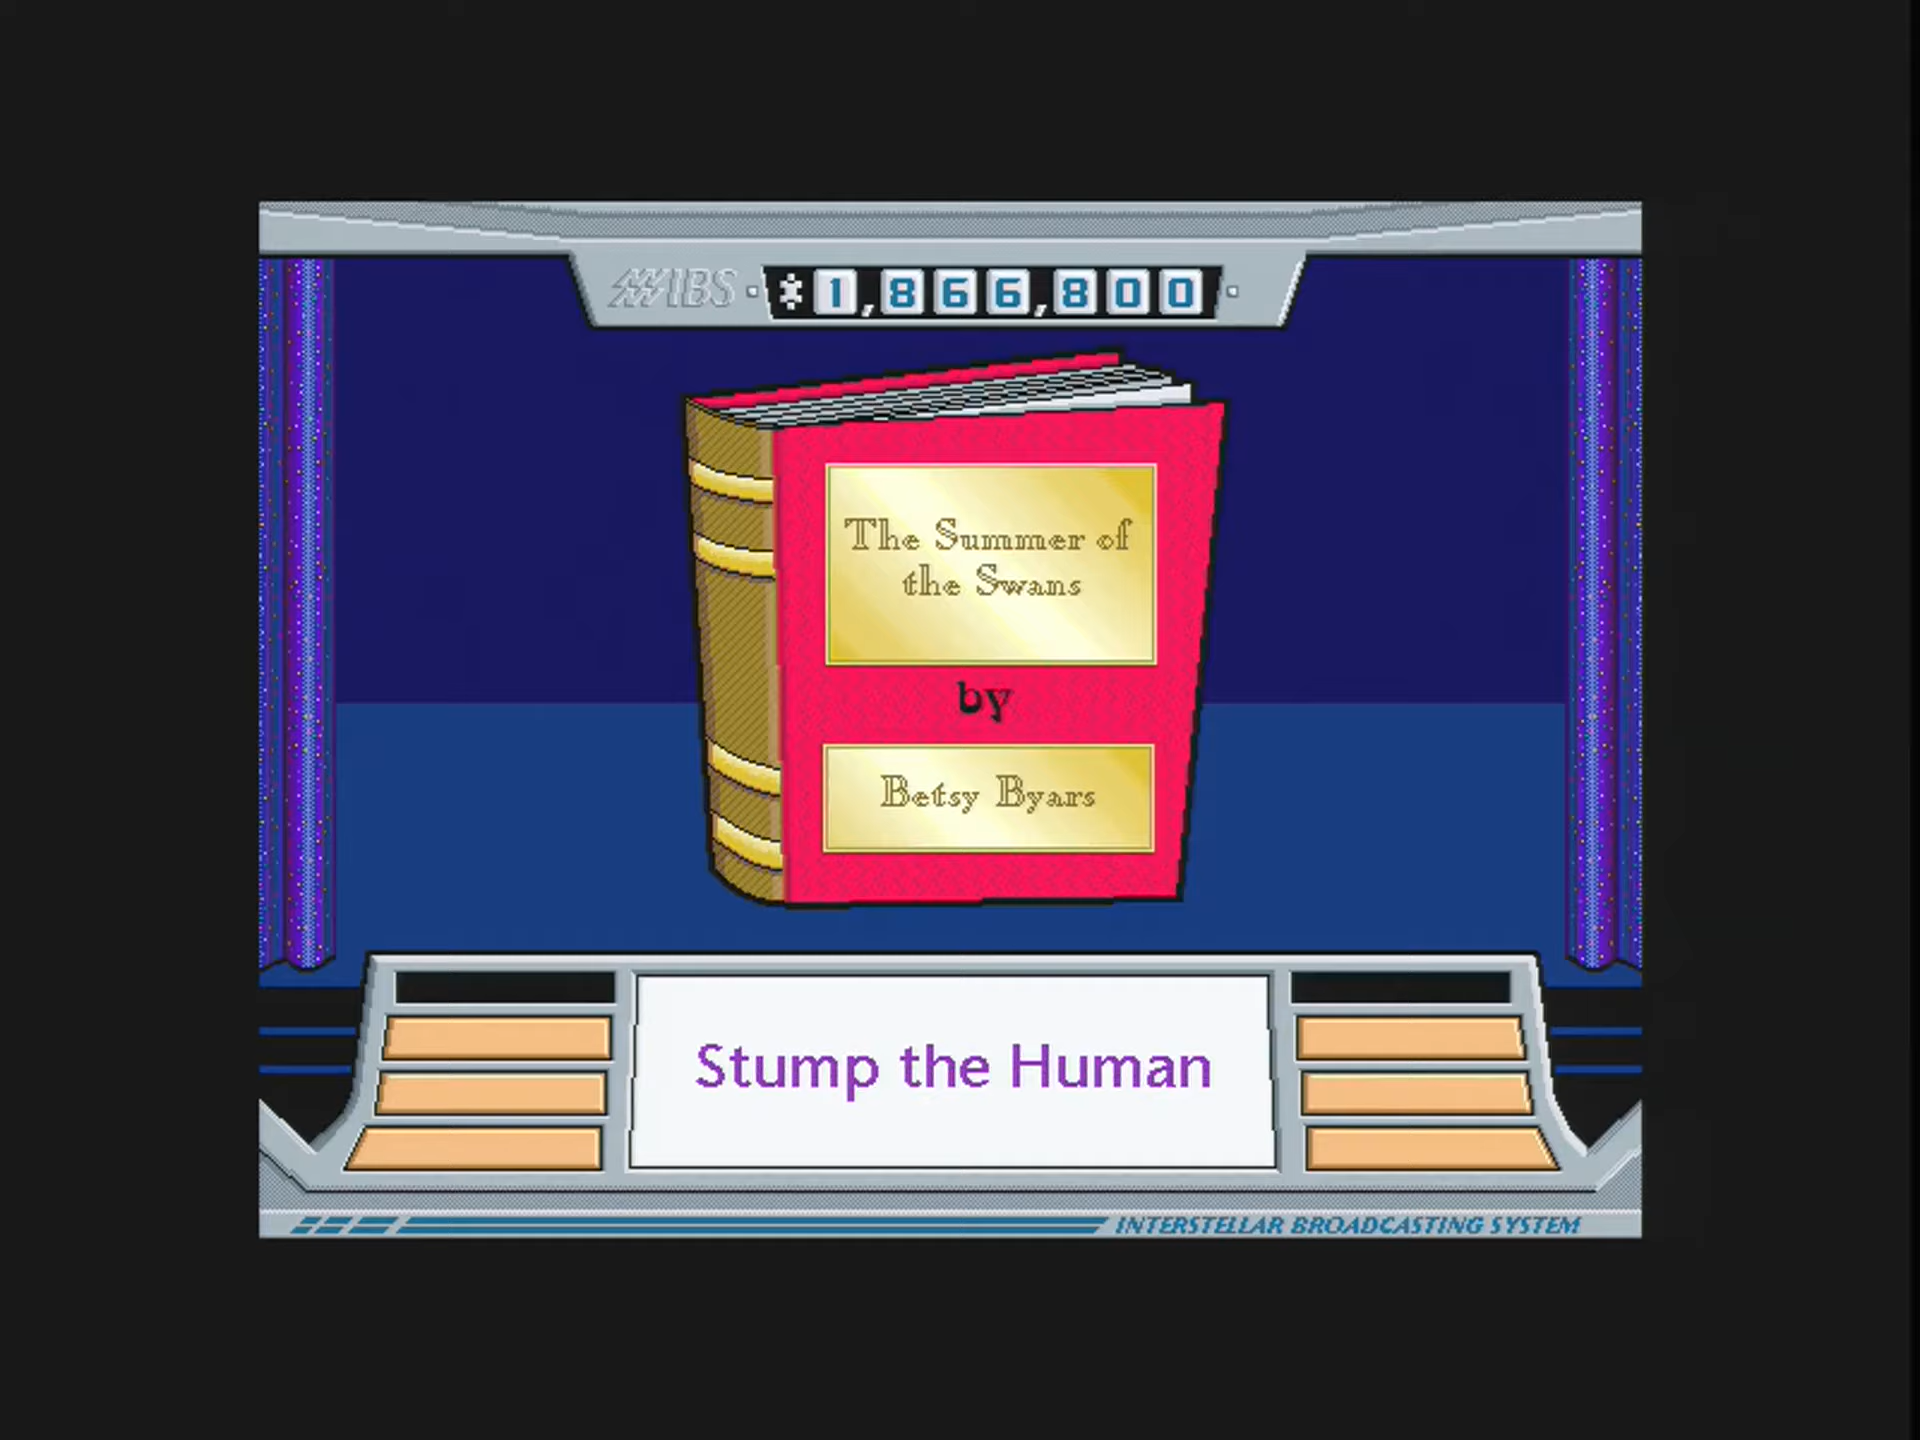 IBS 1,866,800
The Summer of
the Swans
by
Betsy Byars
Stump the Human
INTERSTELLAR BROADCASTING SYSTEM